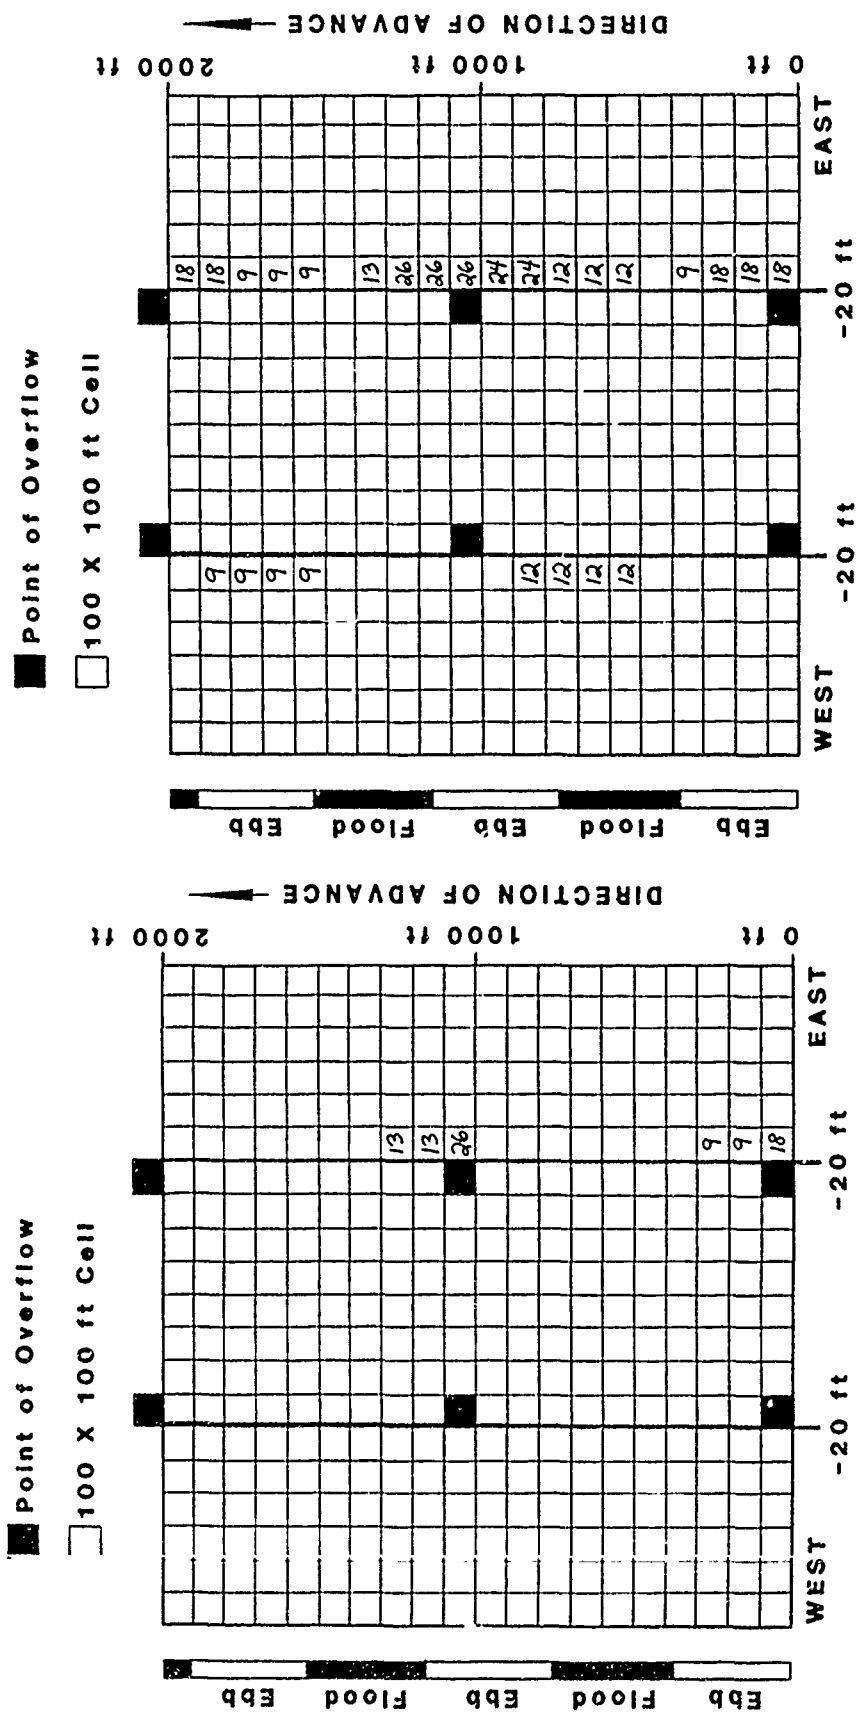 Point of Overflow
100 X 100 ft Cell
DIRECTION OF ADVANCE
2000 ft
1000 ft
0 ft
18
18
9
9
9
13
26
26
26
24
24
12
12
12
9
18
18
18
9
9
9
9
12
12
12
12
WEST
-20 ft
-20 ft
EAST
Ebb
Flood
Ebb
Flood
Ebb
Point of Overflow
100 X 100 ft Cell
DIRECTION OF ADVANCE
2000 ft
1000 ft
0 ft
13
13
26
9
9
18
WEST
-20 ft
-20 ft
EAST
Ebb
Flood
Ebb
Flood
Ebb